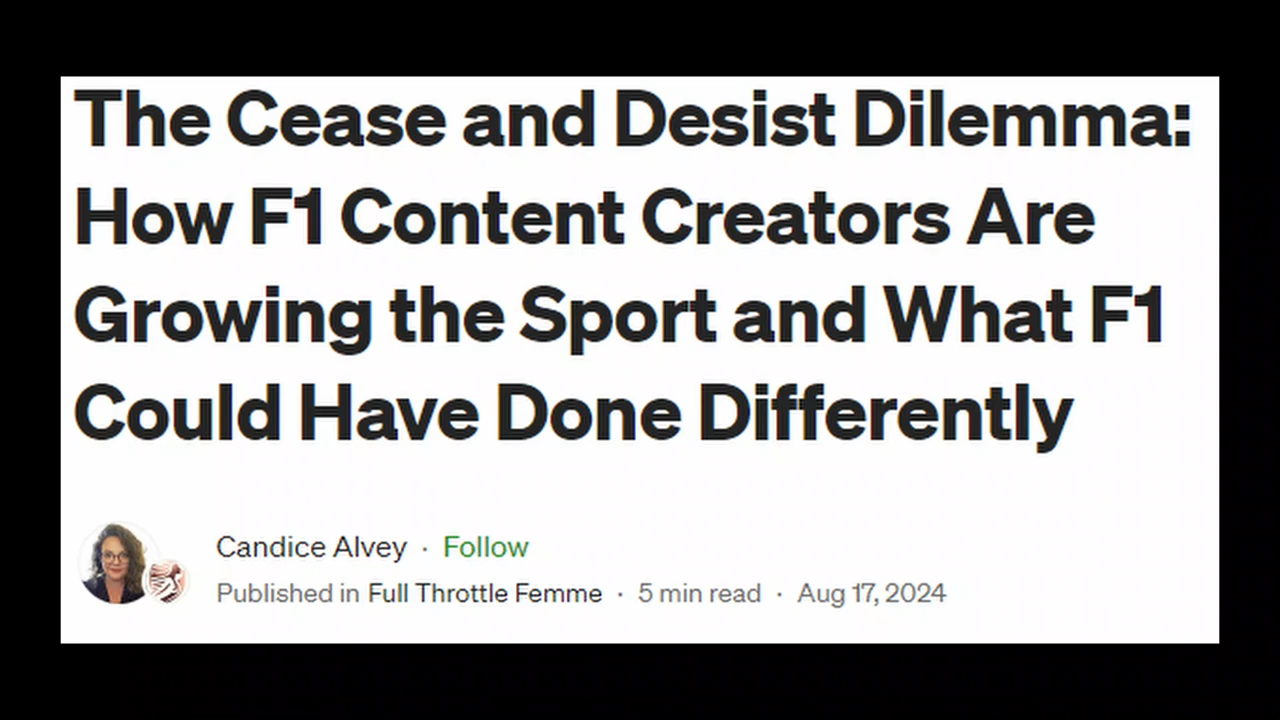 The Cease and Desist Dilemma:
How F1 Content Creators Are
Growing the Sport and What F1
Could Have Done Differently
Candice Alvey · Follow
Published in Full Throttle Femme · 5 min read · Aug 17, 2024